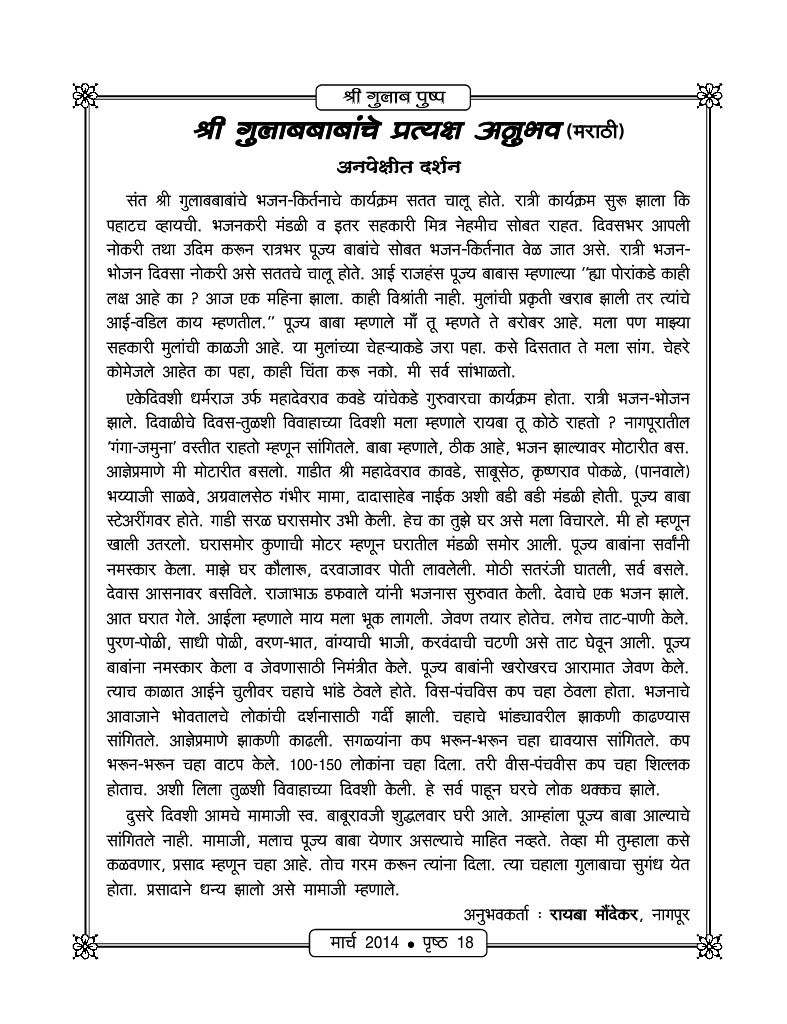 श्री गुलाब पुष्प
श्री गुलाबबाबांचे प्रत्यक्ष अनुभव (मराठी)
अनपेक्षीत दर्शन
संत श्री गुलाबबाबांचे भजन-किर्तनाचे कार्यक्रम सतत चालू होते. रात्री कार्यक्रम सुरू झाला कि
पहाटच व्हायची. भजनकरी मंडळी व इतर सहकारी मित्र नेहमीच सोबत राहत. दिवसभर आपली
नोकरी तथा उदिम करून रात्रभर पूज्य बाबांचे सोबत भजन-किर्तनात वेळ जात असे. रात्री भजन-
भोजन दिवसा नोकरी असे सततचे चालू होते. आई राजहंस पूज्य बाबास म्हणाल्या ''ह्या पोरांकडे काही
लक्ष आहे का ? आज एक महिना झाला. काही विश्रांती नाही. मुलांची प्रकृती खराब झाली तर त्यांचे
आई-वडिल काय म्हणतील.'' पूज्य बाबा म्हणाले माँ तू म्हणते ते बरोबर आहे. मला पण माझ्या
सहकारी मुलांची काळजी आहे. या मुलांच्या चेहऱ्याकडे जरा पहा. कसे दिसतात ते मला सांग. चेहरे
कोमेजले आहेत का पहा, काही चिंता करू नको. मी सर्व सांभाळतो.
एकेदिवशी धर्मराज उर्फ महादेवराव कवडे यांचेकडे गुरुवारचा कार्यक्रम होता. रात्री भजन-भोजन
झाले. दिवाळीचे दिवस-तुळशी विवाहाच्या दिवशी मला म्हणाले रायबा तू कोठे राहतो ? नागपूरातील
'गंगा-जमुना' वस्तीत राहतो म्हणून सांगितले. बाबा म्हणाले, ठीक आहे, भजन झाल्यावर मोटारीत बस.
आज्ञेप्रमाणे मी मोटारीत बसलो. गाडीत श्री महादेवराव कावडे, साबूसेठ, कृष्णराव पोकळे, (पानवाले)
भय्याजी साळवे, अग्रवालसेठ गंभीर मामा, दादासाहेब नाईक अशी बडी बडी मंडळी होती. पूज्य बाबा
स्टेअरींगवर होते. गाडी सरळ घरासमोर उभी केली. हेच का तुझे घर असे मला विचारले. मी हो म्हणून
खाली उतरलो. घरासमोर कुणाची मोटर म्हणून घरातील मंडळी समोर आली. पूज्य बाबांना सर्वांनी
नमस्कार केला. माझे घर कौलारू, दरवाजावर पोती लावलेली. मोठी सतरंजी घातली, सर्व बसले.
देवास आसनावर बसविले. राजाभाऊ डफवाले यांनी भजनास सुरुवात केली. देवाचे एक भजन झाले.
आत घरात गेले. आईला म्हणाले माय मला भूक लागली. जेवण तयार होतेच. लगेच ताट-पाणी केले.
पुरण-पोळी, साधी पोळी, वरण-भात, वांग्याची भाजी, करवंदाची चटणी असे ताट घेवून आली. पूज्य
बाबांना नमस्कार केला व जेवणासाठी निमंत्रीत केले. पूज्य बाबांनी खरोखरच आरामात जेवण केले.
त्याच काळात आईने चुलीवर चहाचे भांडे ठेवले होते. विस-पंचविस कप चहा ठेवला होता. भजनाचे
आवाजाने भोवतालचे लोकांची दर्शनासाठी गर्दी झाली. चहाचे भांड्यावरील झाकणी काढण्यास
सांगितले. आज्ञेप्रमाणे झाकणी काढली. सगळ्यांना कप भरून-भरून चहा द्यावयास सांगितले. कप
भरून-भरून चहा वाटप केले. 100-150 लोकांना चहा दिला. तरी वीस-पंचवीस कप चहा शिल्लक
होताच. अशी लिला तुळशी विवाहाच्या दिवशी केली. हे सर्व पाहून घरचे लोक थक्कच झाले.
दुसरे दिवशी आमचे मामाजी स्व. बाबूरावजी शुद्धलवार घरी आले. आम्हांला पूज्य बाबा आल्याचे
सांगितले नाही. मामाजी, मलाच पूज्य बाबा येणार असल्याचे माहित नव्हते. तेव्हा मी तुम्हाला कसे
कळवणार, प्रसाद म्हणून चहा आहे. तोच गरम करून त्यांना दिला. त्या चहाला गुलाबाचा सुगंध येत
होता. प्रसादाने धन्य झालो असे मामाजी म्हणाले.
अनुभवकर्ता : रायबा मौंदेकर, नागपूर
मार्च 2014 • पृष्ठ 18